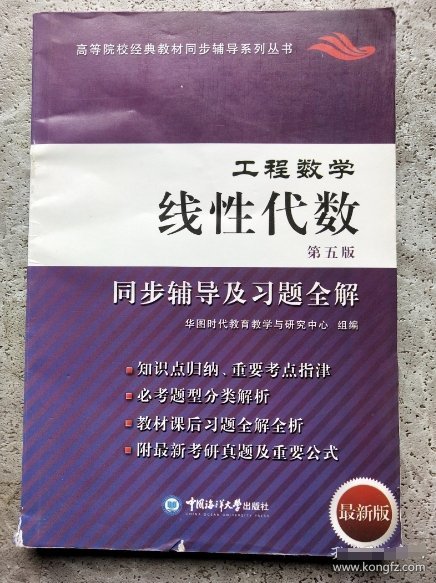 高等院校经典教材同步辅导系列丛书
工程数学
线性代数
第五版
同步辅导及习题全解
华图时代教育教学与研究中心 组编
■ 知识点归纳、重要考点指津
■ 必考题型分类解析
■ 教材课后习题全解全析
■ 附最新考研真题及重要公式
中国海洋大学出版社
CHINA OCEAN UNIVERSITY PRESS
最新版
www.kongfz.com